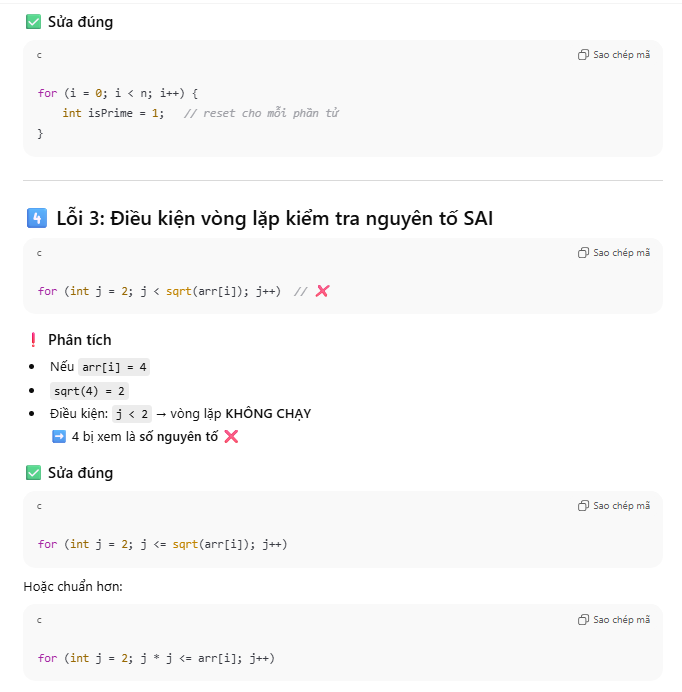 ✅ Sửa đúng
c
Sao chép mã
for (i = 0; i < n; i++) {
    int isPrime = 1;   // reset cho mỗi phần tử
}
4️⃣ Lỗi 3: Điều kiện vòng lặp kiểm tra nguyên tố SAI
c
Sao chép mã
for (int j = 2; j < sqrt(arr[i]); j++)  // ❌
❗ Phân tích
• Nếu arr[i] = 4
• sqrt(4) = 2
• Điều kiện: j < 2 → vòng lặp KHÔNG CHẠY
➡️ 4 bị xem là số nguyên tố ❌
✅ Sửa đúng
c
Sao chép mã
for (int j = 2; j <= sqrt(arr[i]); j++)
Hoặc chuẩn hơn:
c
Sao chép mã
for (int j = 2; j * j <= arr[i]; j++)